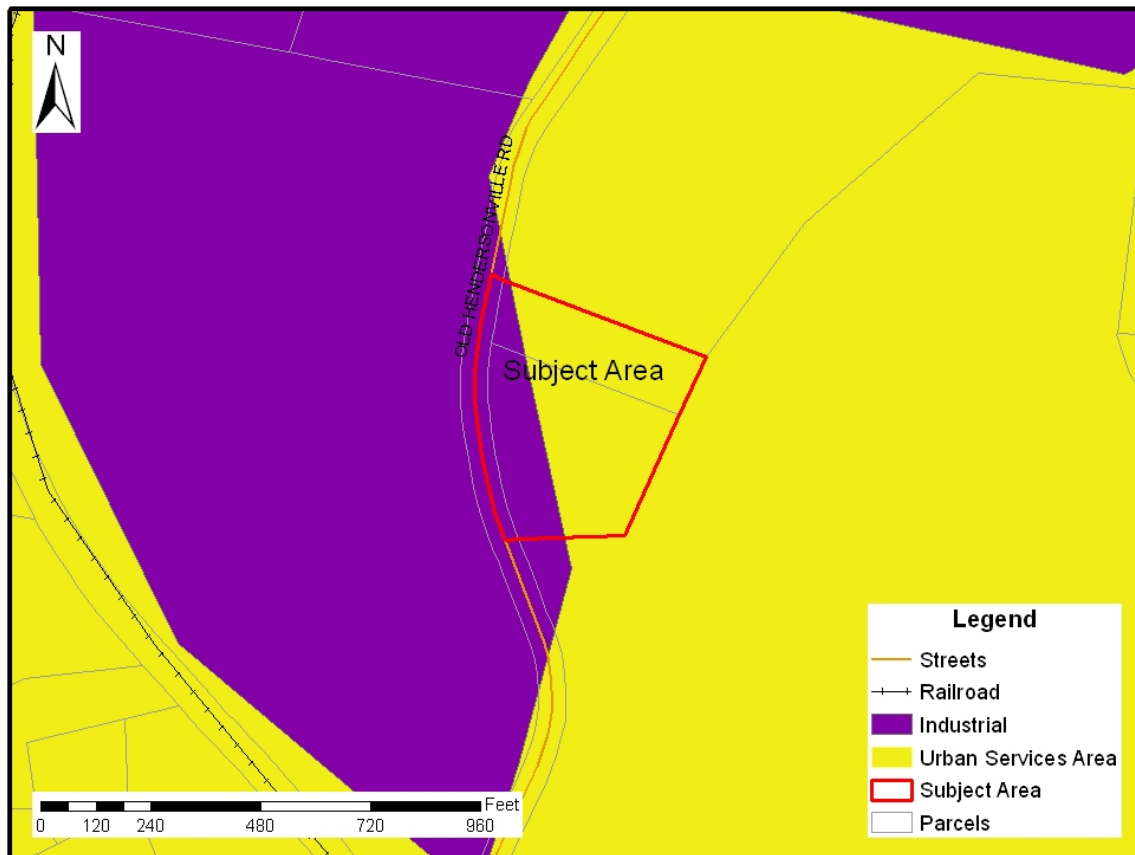 N
OLD HENDERSONVILLE RD
Subject Area
Legend
Streets
Railroad
Industrial
Urban Services Area
Subject Area
Parcels
Feet
0 120 240 480 720 960